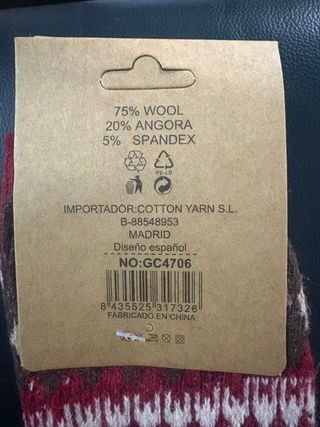 75% WOOL
20% ANGORA
5% SPANDEX
PE-LD
IMPORTADOR:COTTON YARN S.L.
B-88548953
MADRID
Diseño español
NO:GC4706
8 435525 317326
FABRICADO EN CHINA